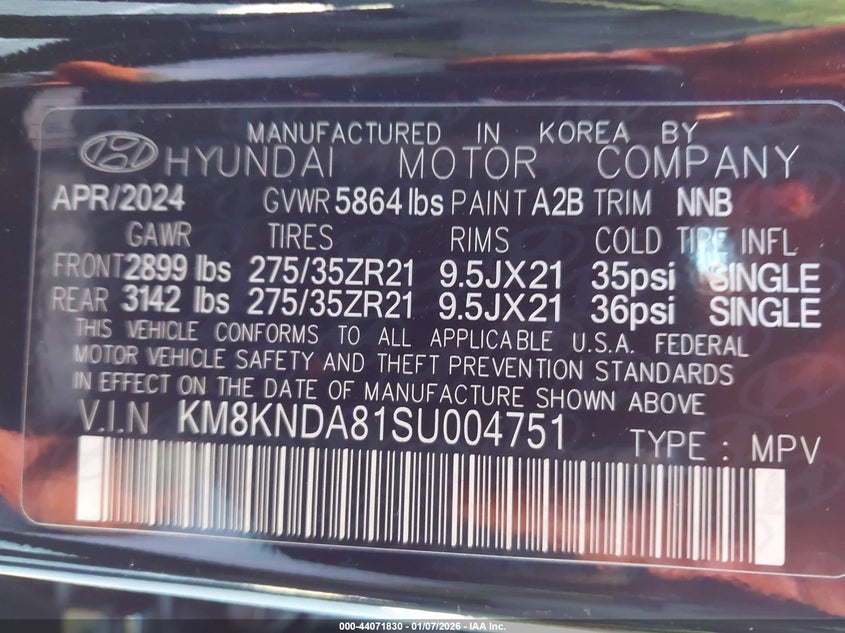 MANUFACTURED IN KOREA BY
HYUNDAI MOTOR COMPANY
APR/2024 GVWR 5864 lbs PAINT A2B TRIM NNB
GAWR TIRES RIMS COLD TIRE INFL
FRONT 2899 lbs 275/35ZR21 9.5JX21 35psi SINGLE
REAR 3142 lbs 275/35ZR21 9.5JX21 36psi SINGLE
THIS VEHICLE CONFORMS TO ALL APPLICABLE U.S.A. FEDERAL
MOTOR VEHICLE SAFETY AND THEFT PREVENTION STANDARDS
IN EFFECT ON THE DATE OF MANUFACTURE SHOWN ABOVE
V.I.N KM8KNDA81SU004751 TYPE : MPV
000-44071830 - 01/07/2026 - IAA Inc.